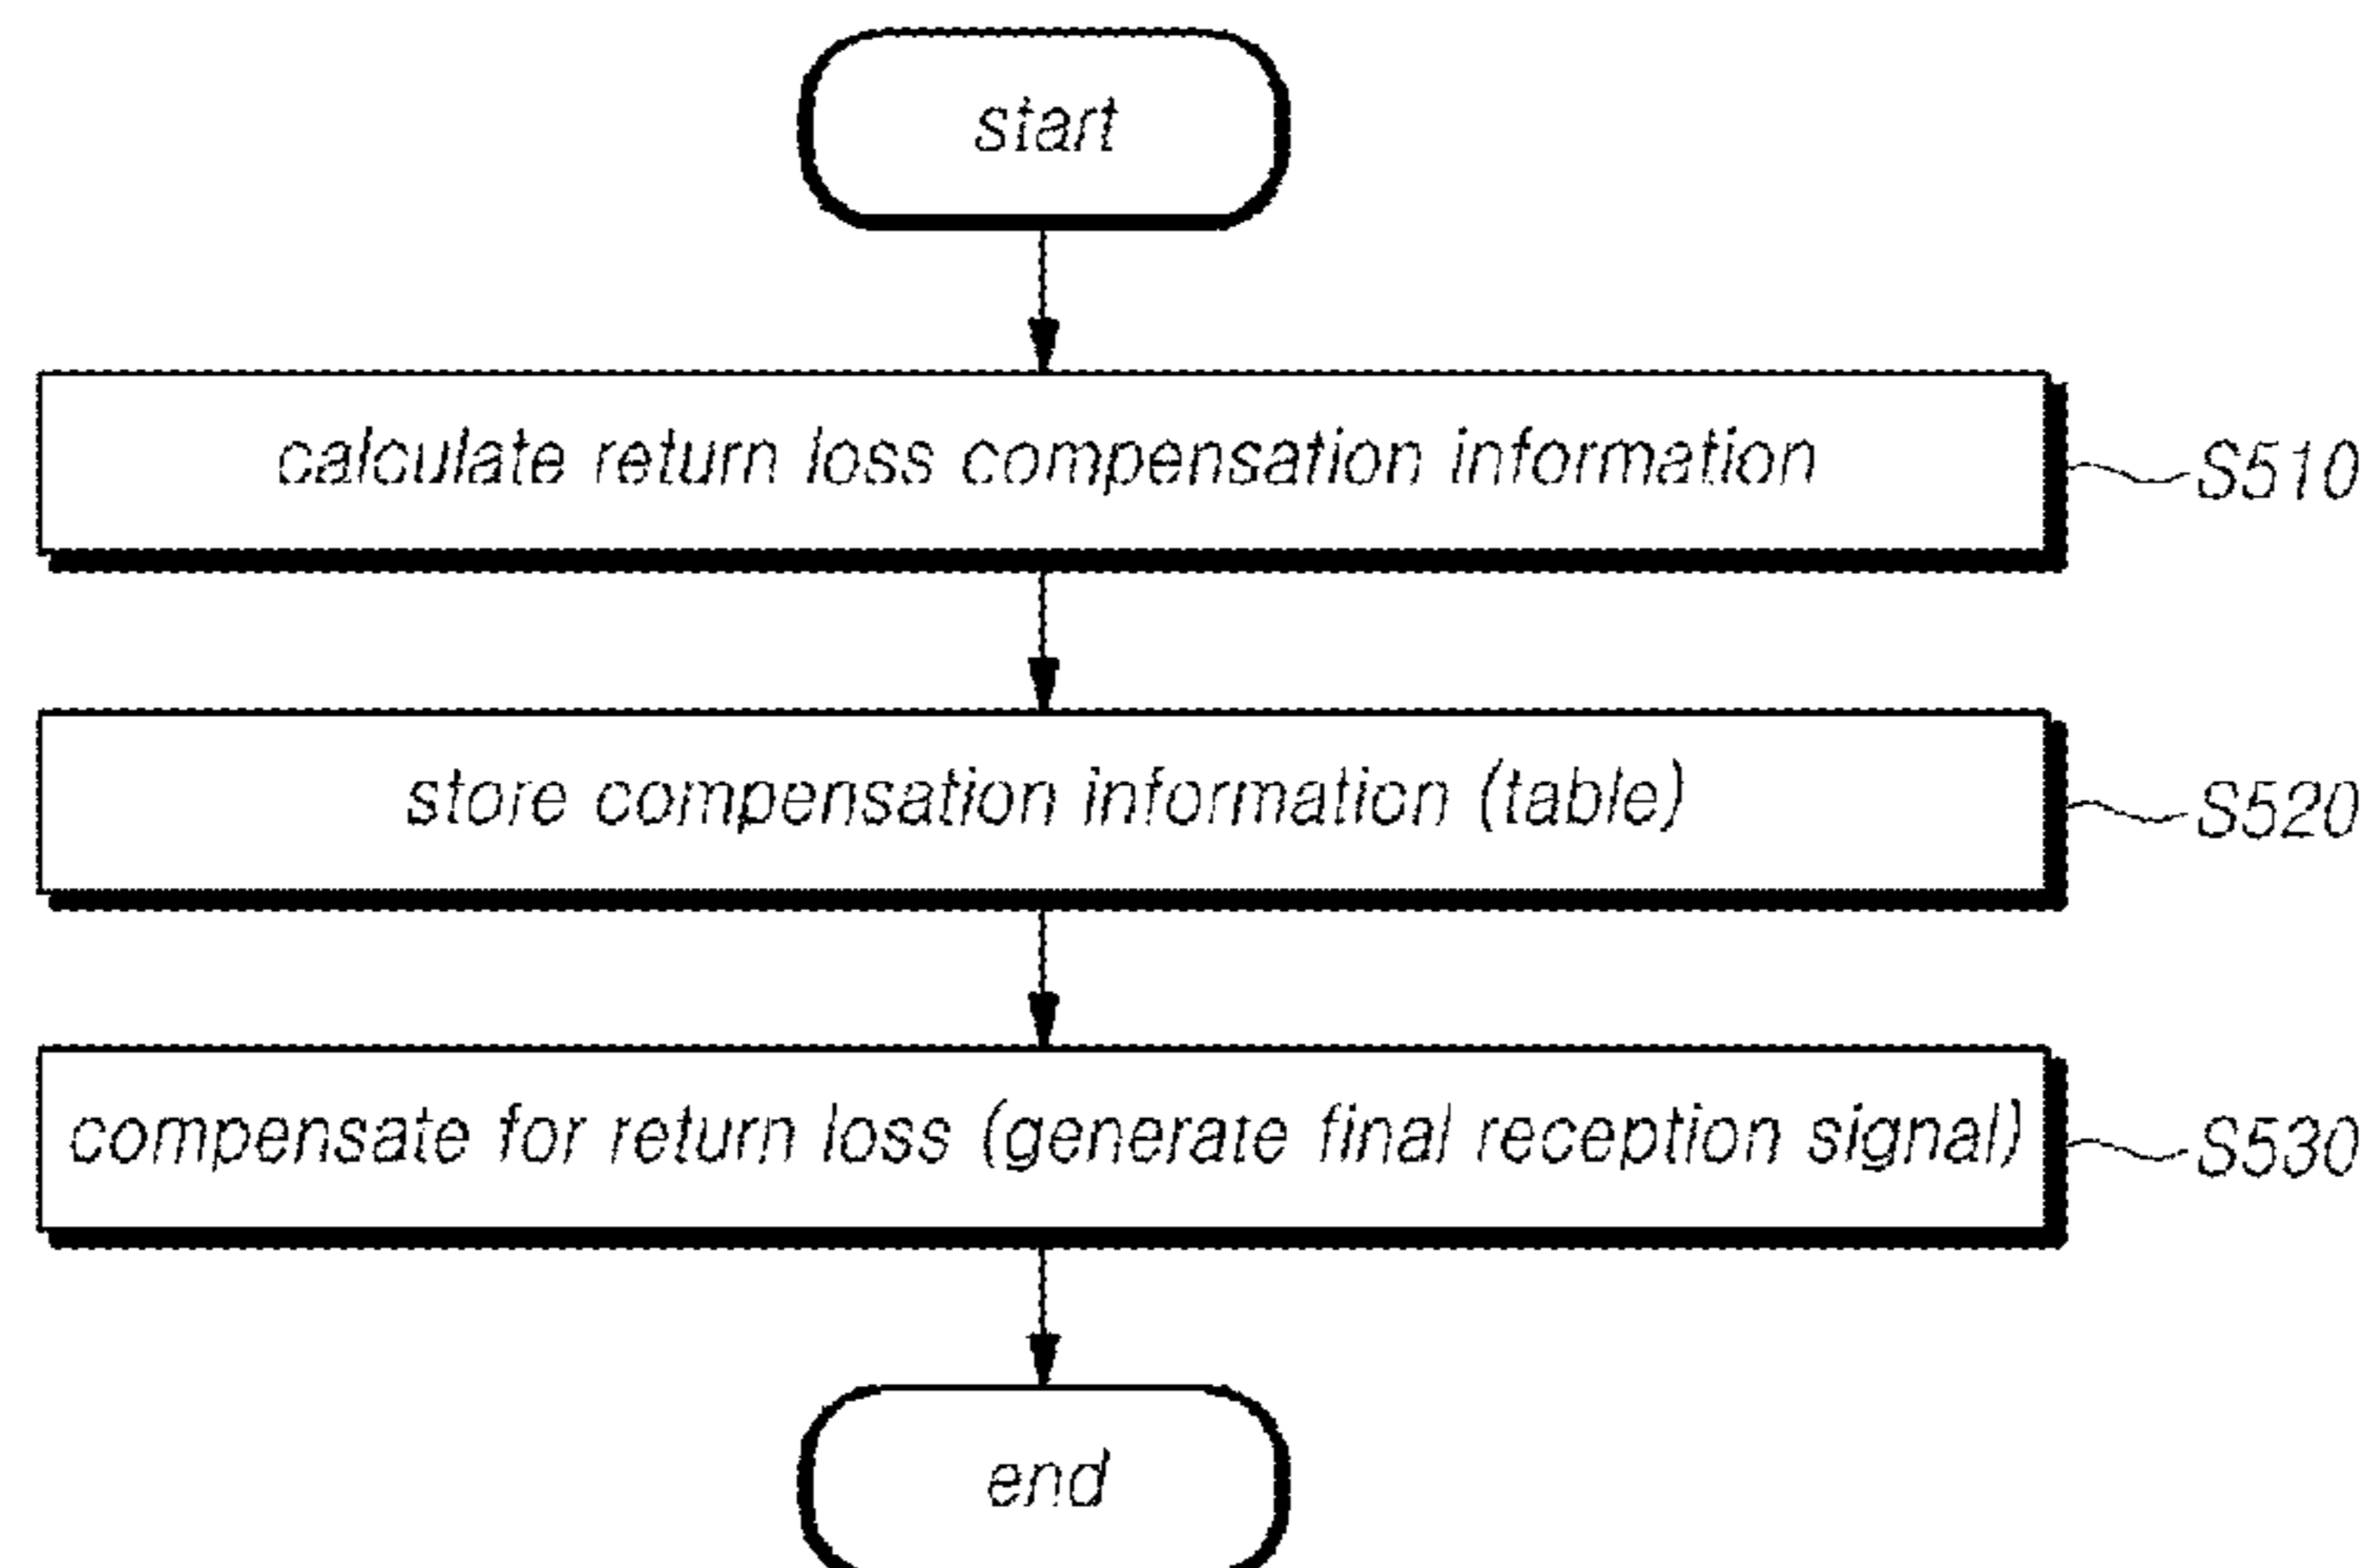 start
calculate return loss compensation information
S510
store compensation information (table)
S520
compensate for return loss (generate final reception signal)
S530
end